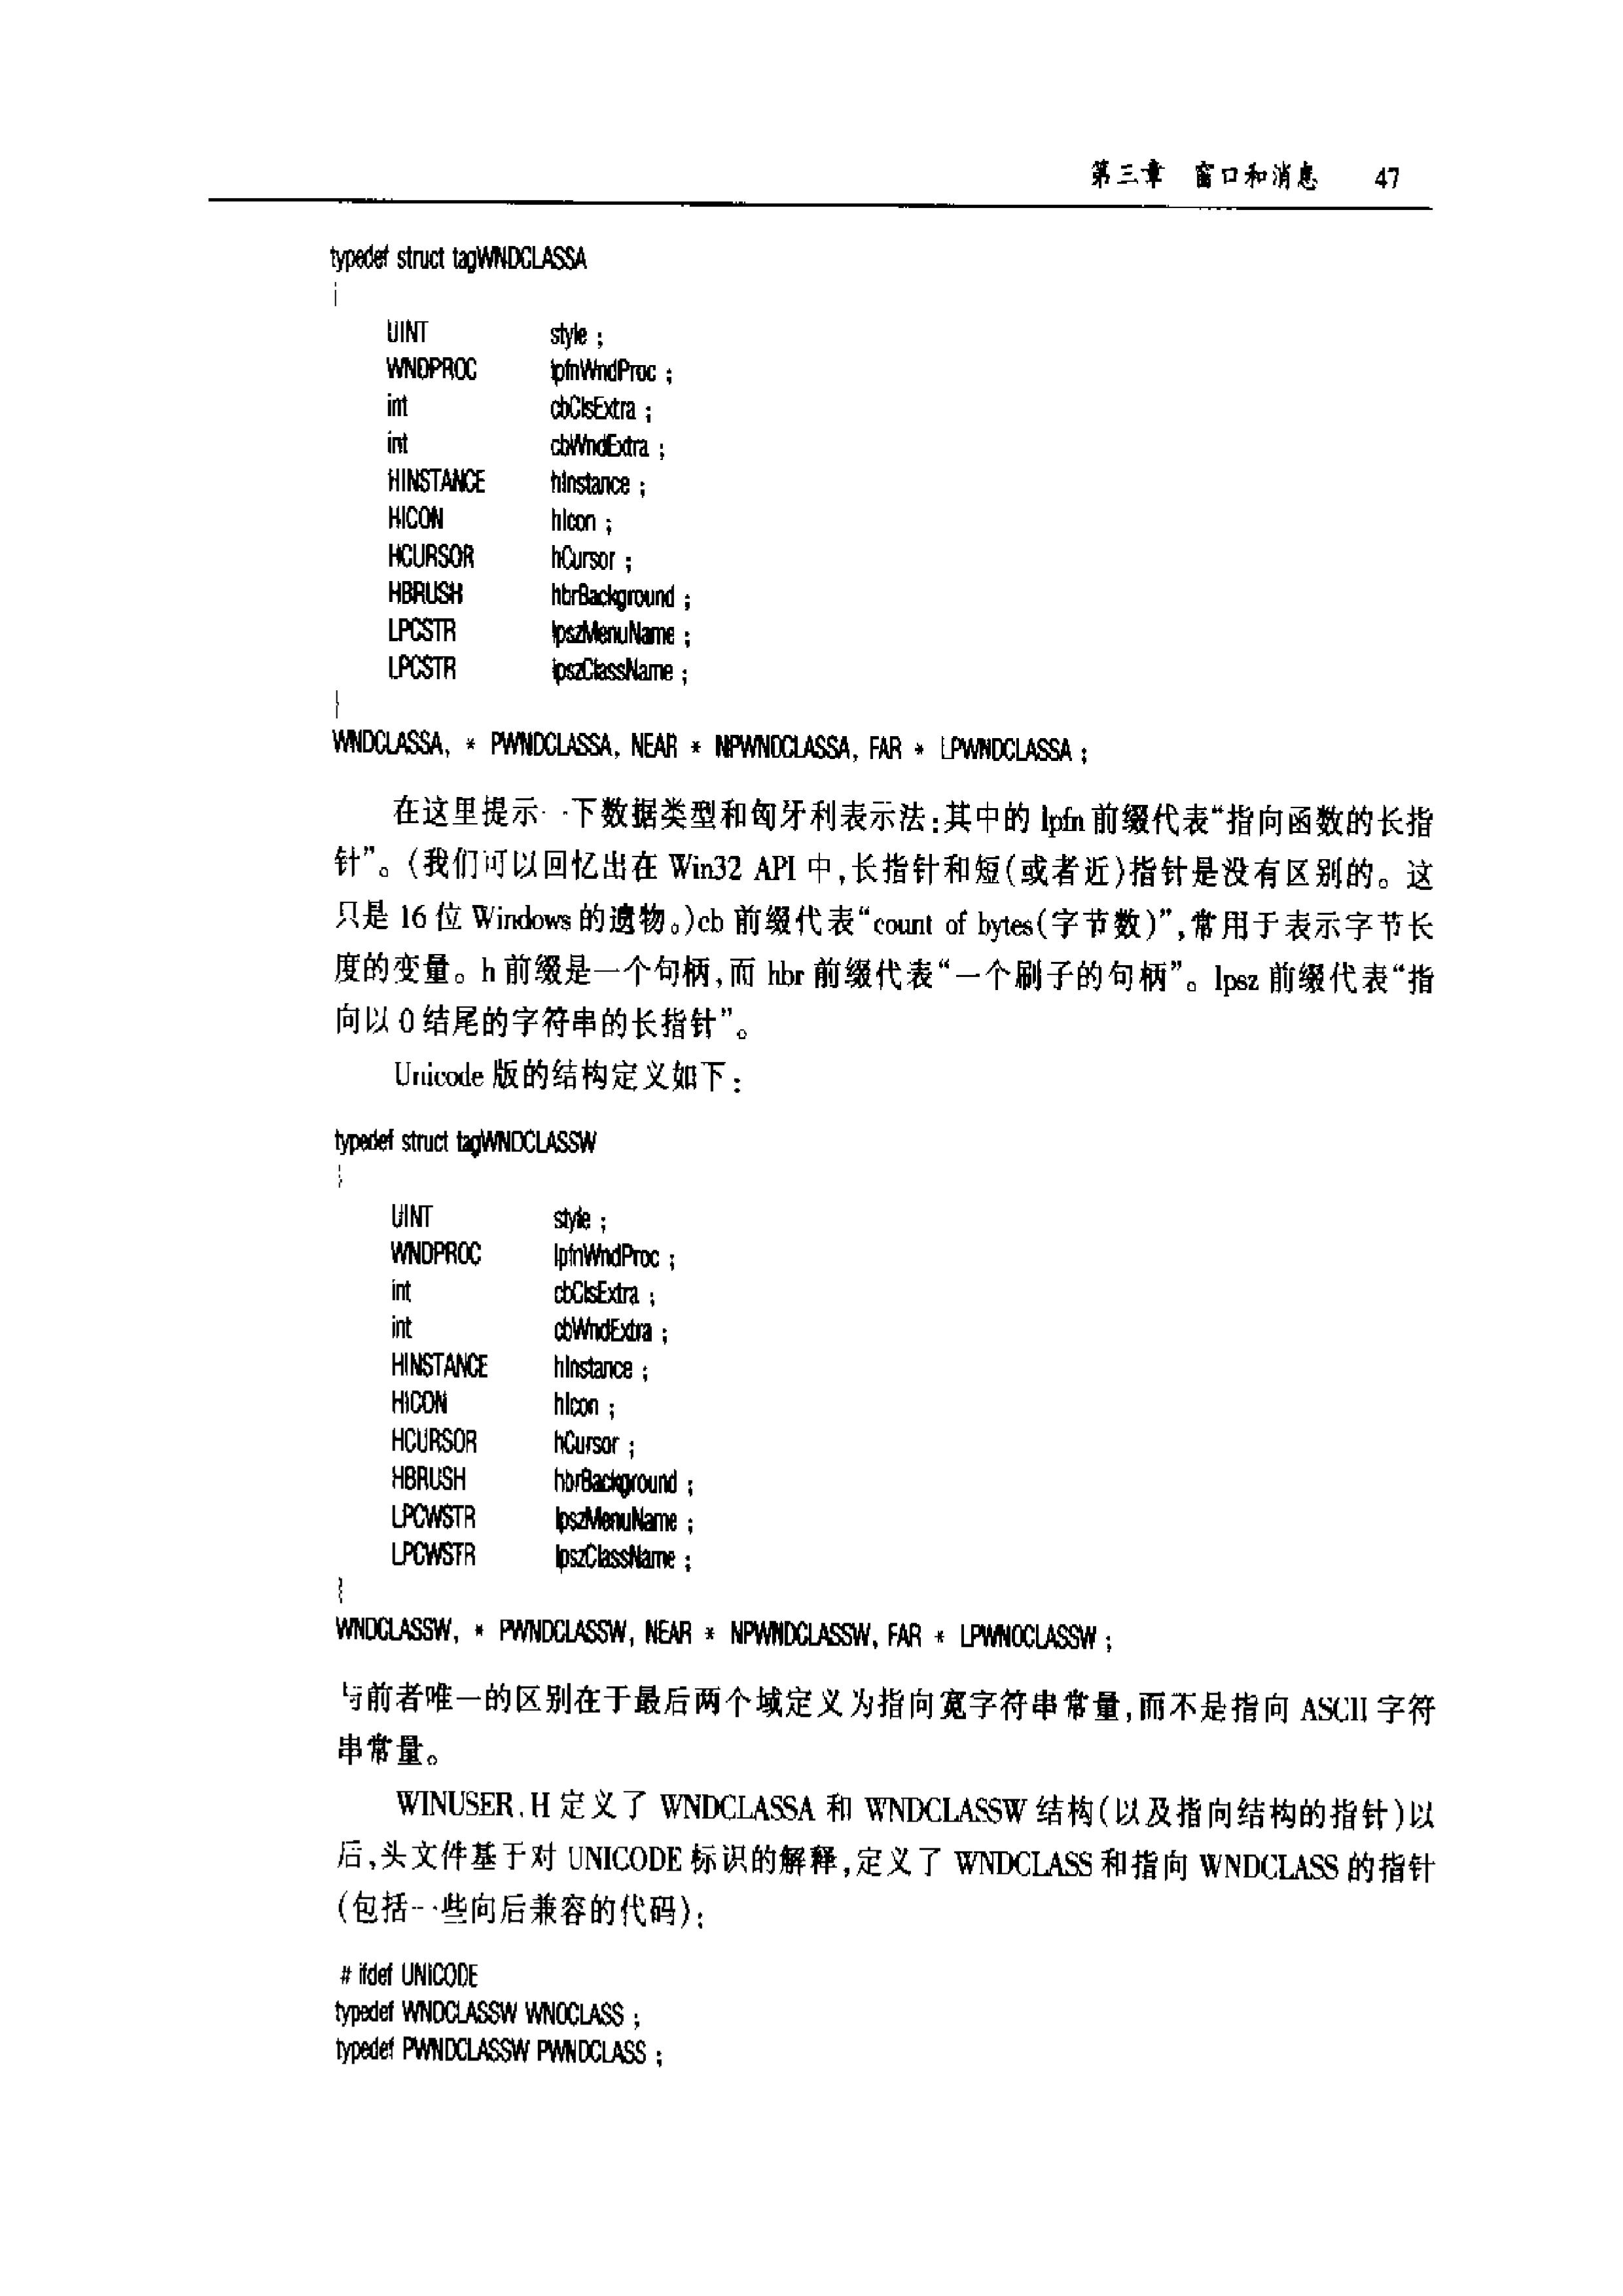 第三章 窗口和消息 47
typedef struct tagWNDCLASSA
{
UINT style ;
WNDPROC lpfnWndProc ;
int cbClsExtra ;
int cbWndExtra ;
HINSTANCE hInstance ;
HICON hIcon ;
HCURSOR hCursor ;
HBRUSH hbrBackground ;
LPCSTR lpszMenuName ;
LPCSTR lpszClassName ;
}
WNDCLASSA, * PWNDCLASSA, NEAR * NPWNDCLASSA, FAR * LPWNDCLASSA ;
在这里提示一下数据类型和匈牙利表示法:其中的 lpfn 前缀代表“指向函数的长指
针”。(我们可以回忆出在 Win32 API 中,长指针和短(或者近)指针是没有区别的。这
只是 16 位 Windows 的遗物。)cb 前缀代表“count of bytes(字节数)”,常用于表示字节长
度的变量。h 前缀是一个句柄,而 hbr 前缀代表“一个刷子的句柄”。lpsz 前缀代表“指
向以 0 结尾的字符串的长指针”。
Unicode 版的结构定义如下:
typedef struct tagWNDCLASSW
{
UINT style ;
WNDPROC lpfnWndProc ;
int cbClsExtra ;
int cbWndExtra ;
HINSTANCE hInstance ;
HICON hIcon ;
HCURSOR hCursor ;
HBRUSH hbrBackground ;
LPCWSTR lpszMenuName ;
LPCWSTR lpszClassName ;
}
WNDCLASSW, * PWNDCLASSW, NEAR * NPWNDCLASSW, FAR * LPWNDCLASSW ;
与前者唯一的区别在于最后两个域定义为指向宽字符串常量,而不是指向 ASCII 字符
串常量。
WINUSER.H 定义了 WNDCLASSA 和 WNDCLASSW 结构(以及指向结构的指针)以
后,头文件基于对 UNICODE 标识的解释,定义了 WNDCLASS 和指向 WNDCLASS 的指针
(包括一些向后兼容的代码):
# ifdef UNICODE
typedef WNDCLASSW WNDCLASS ;
typedef PWNDCLASSW PWNDCLASS ;